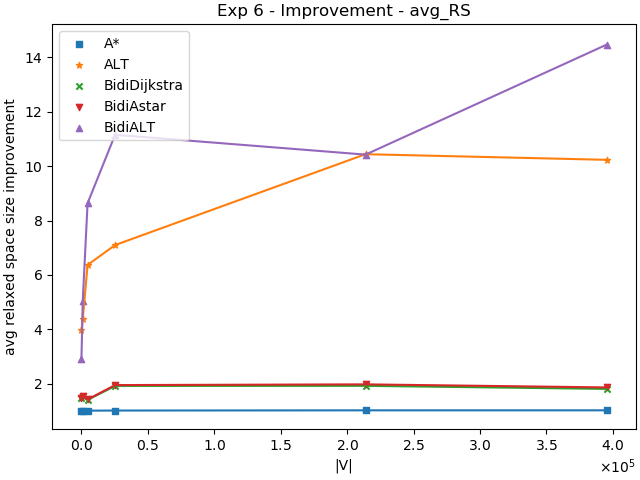 Exp 6 - Improvement - avg_RS
avg relaxed space size improvement
14
12
10
8
6
4
2
A*
ALT
BidiDijkstra
BidiAstar
BidiALT
0.0 0.5 1.0 1.5 2.0 2.5 3.0 3.5 4.0
|V|
×10⁵